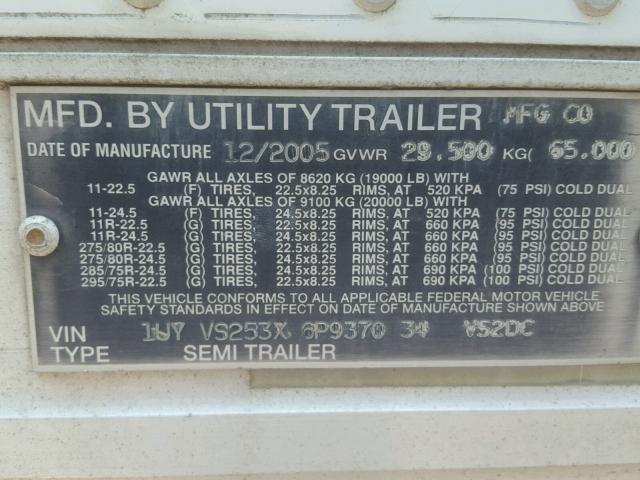 MFD. BY UTILITY TRAILER MFG CO
DATE OF MANUFACTURE 12/2005 GVWR 29.500 KG( 65.000
GAWR ALL AXLES OF 8620 KG (19000 LB) WITH
11-22.5 (F) TIRES, 22.5x8.25 RIMS, AT 520 KPA (75 PSI) COLD DUAL
GAWR ALL AXLES OF 9100 KG (20000 LB) WITH
11-24.5 (F) TIRES, 24.5x8.25 RIMS, AT 520 KPA (75 PSI) COLD DUAL
11R-22.5 (G) TIRES, 22.5x8.25 RIMS, AT 660 KPA (95 PSI) COLD DUAL
11R-24.5 (G) TIRES, 24.5x8.25 RIMS, AT 660 KPA (95 PSI) COLD DUAL
275/80R-22.5 (G) TIRES, 22.5x8.25 RIMS, AT 660 KPA (95 PSI) COLD DUAL
275/80R-24.5 (G) TIRES, 24.5x8.25 RIMS, AT 660 KPA (95 PSI) COLD DUAL
285/75R-24.5 (G) TIRES, 24.5x8.25 RIMS, AT 690 KPA (100 PSI) COLD DUAL
295/75R-22.5 (G) TIRES, 22.5x8.25 RIMS, AT 690 KPA (100 PSI) COLD DUAL
THIS VEHICLE CONFORMS TO ALL APPLICABLE FEDERAL MOTOR VEHICLE
SAFETY STANDARDS IN EFFECT ON DATE OF MANUFACTURE SHOWN ABOVE
VIN 1UY VS253X 6P9370 34 VS2DC
TYPE SEMI TRAILER